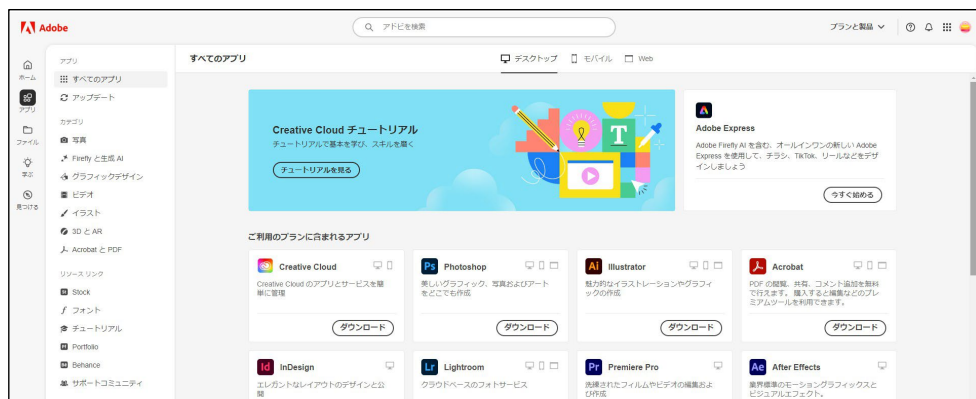 Adobe
アドビを検索
プランと製品
ホーム
アプリ
ファイル
学ぶ
見つける
アプリ
すべてのアプリ
アップデート
カテゴリ
写真
Firefly と生成 AI
グラフィックデザイン
ビデオ
イラスト
3D と AR
Acrobat と PDF
リソース リンク
Stock
フォント
チュートリアル
Portfolio
Behance
サポートコミュニティ
すべてのアプリ
デスクトップ
モバイル
Web
Creative Cloud チュートリアル
チュートリアルで基本を学び、スキルを磨く
チュートリアルを見る
T
Adobe Express
Adobe Firefly AI を含む、オールインワンの新しい Adobe
Express を使用して、チラシ、TikTok、リールなどをデザ
インしましょう
今すぐ始める
ご利用のプランに含まれるアプリ
Creative Cloud
Creative Cloud のアプリとサービスを簡
単に管理
ダウンロード
Ps Photoshop
美しいグラフィック、写真およびアート
をどこでも作成
ダウンロード
Ai Illustrator
魅力的なイラストレーションやグラフィ
ックの作成
ダウンロード
Acrobat
PDF の閲覧、共有、コメント追加を無料
で行えます。購入すると編集などのプレ
ミアムツールを利用できます。
ダウンロード
Id InDesign
エレガントなレイアウトのデザインと公
開
Lr Lightroom
クラウドベースのフォトサービス
Pr Premiere Pro
洗練されたフィルムやビデオの編集およ
び作成
Ae After Effects
業界標準のモーショングラフィックスと
ビジュアルエフェクト。